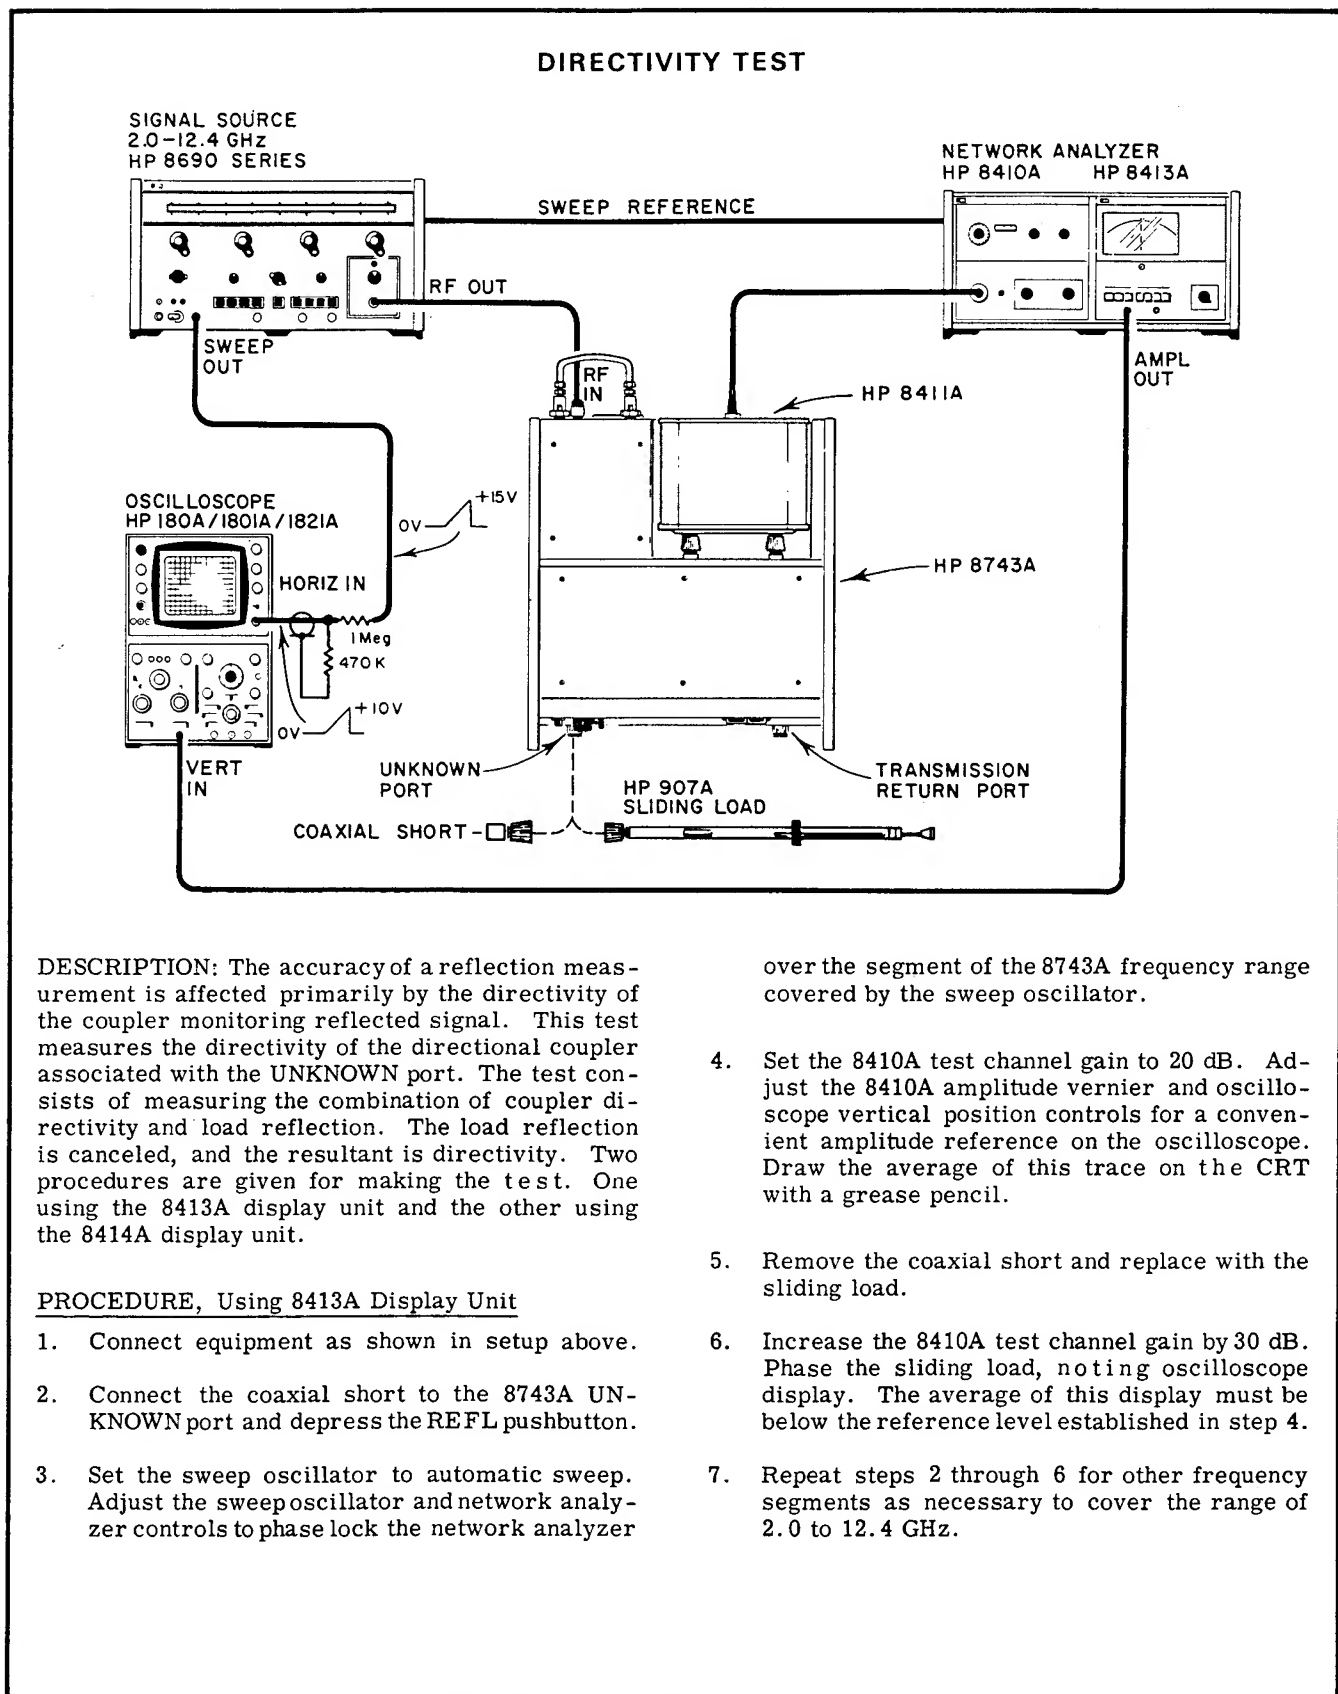 DIRECTIVITY TEST
SIGNAL SOURCE
2.0-12.4 GHz
HP 8690 SERIES
NETWORK ANALYZER
HP 8410A HP 8413A
SWEEP REFERENCE
RF OUT
SWEEP
OUT
RF
IN
AMPL
OUT
HP 8411A
OSCILLOSCOPE
HP 180A/1801A/1821A
+15V
0V
HORIZ IN
HP 8743A
1Meg
470K
+10V
0V
VERT
IN
UNKNOWN
PORT
HP 907A
SLIDING LOAD
TRANSMISSION
RETURN PORT
COAXIAL SHORT
DESCRIPTION: The accuracy of a reflection meas-
urement is affected primarily by the directivity of
the coupler monitoring reflected signal. This test
measures the directivity of the directional coupler
associated with the UNKNOWN port. The test con-
sists of measuring the combination of coupler di-
rectivity and load reflection. The load reflection
is canceled, and the resultant is directivity. Two
procedures are given for making the test. One
using the 8413A display unit and the other using
the 8414A display unit.
PROCEDURE, Using 8413A Display Unit
1. Connect equipment as shown in setup above.
2. Connect the coaxial short to the 8743A UN-
KNOWN port and depress the REFL pushbutton.
3. Set the sweep oscillator to automatic sweep.
Adjust the sweep oscillator and network analy-
zer controls to phase lock the network analyzer
over the segment of the 8743A frequency range
covered by the sweep oscillator.
4. Set the 8410A test channel gain to 20 dB. Ad-
just the 8410A amplitude vernier and oscillo-
scope vertical position controls for a conven-
ient amplitude reference on the oscilloscope.
Draw the average of this trace on the CRT
with a grease pencil.
5. Remove the coaxial short and replace with the
sliding load.
6. Increase the 8410A test channel gain by 30 dB.
Phase the sliding load, noting oscilloscope
display. The average of this display must be
below the reference level established in step 4.
7. Repeat steps 2 through 6 for other frequency
segments as necessary to cover the range of
2.0 to 12.4 GHz.